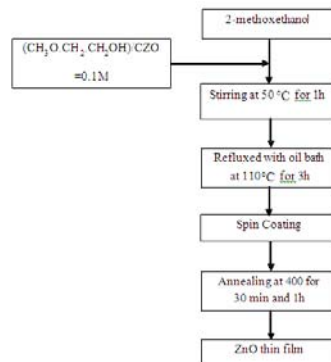 2-methoxethanol
(CH₃O.CH₂.CH₂OH)/CZO
=0.1M
Stirring at 50 °C for 1h
Refluxed with oil bath
at 110°C for 3h
Spin Coating
Annealing at 400 for
30 min and 1h
ZnO thin film